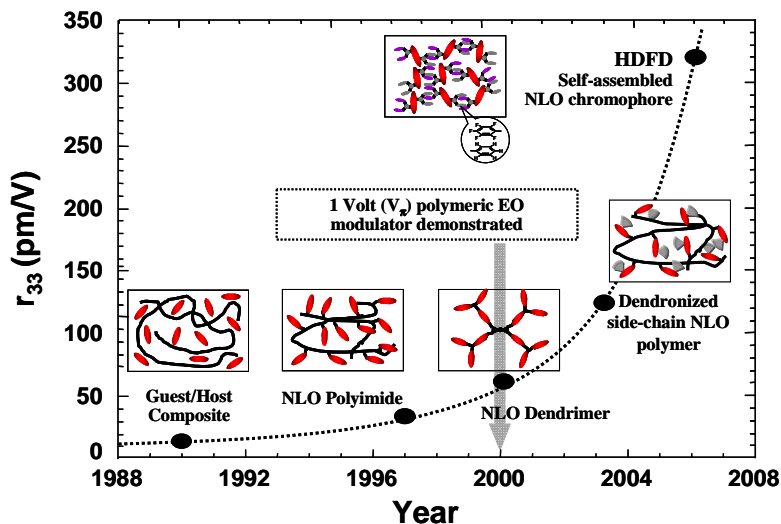 350
300
250
200
150
100
50
0
r33 (pm/V)
1988
1992
1996
2000
2004
2008
Year
HDFD
Self-assembled
NLO chromophore
1 Volt (Vπ) polymeric EO
modulator demonstrated
Guest/Host
Composite
NLO Polyimide
NLO Dendrimer
Dendronized
side-chain NLO
polymer